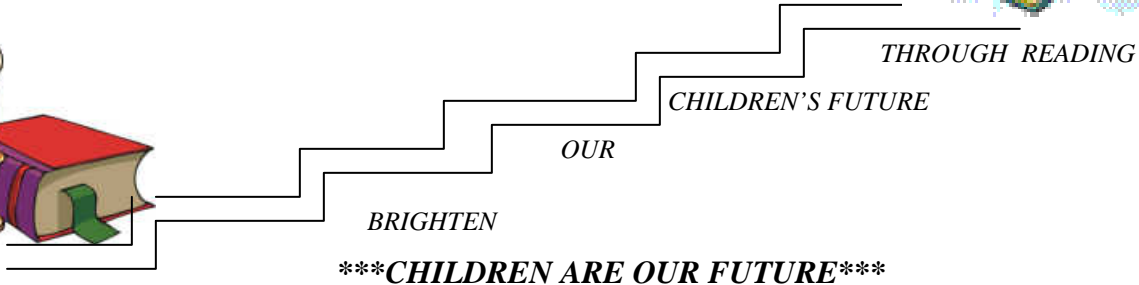 THROUGH READING
CHILDREN'S FUTURE
OUR
BRIGHTEN
***CHILDREN ARE OUR FUTURE***